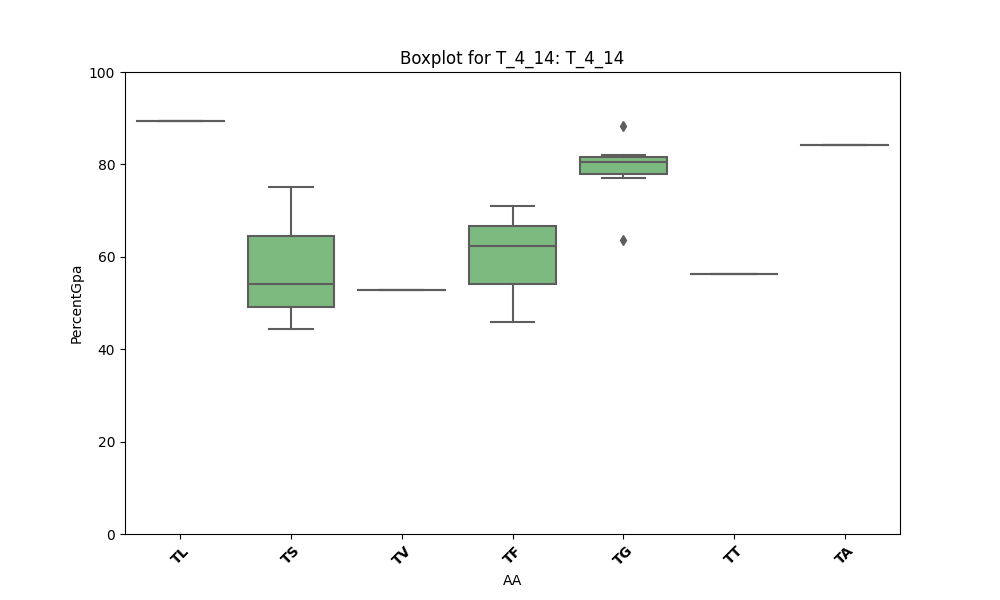 Boxplot for T_4_14: T_4_14
100
80
60
40
20
0
PercentGpa
TL
TS
TV
TF
TG
TT
TA
AA